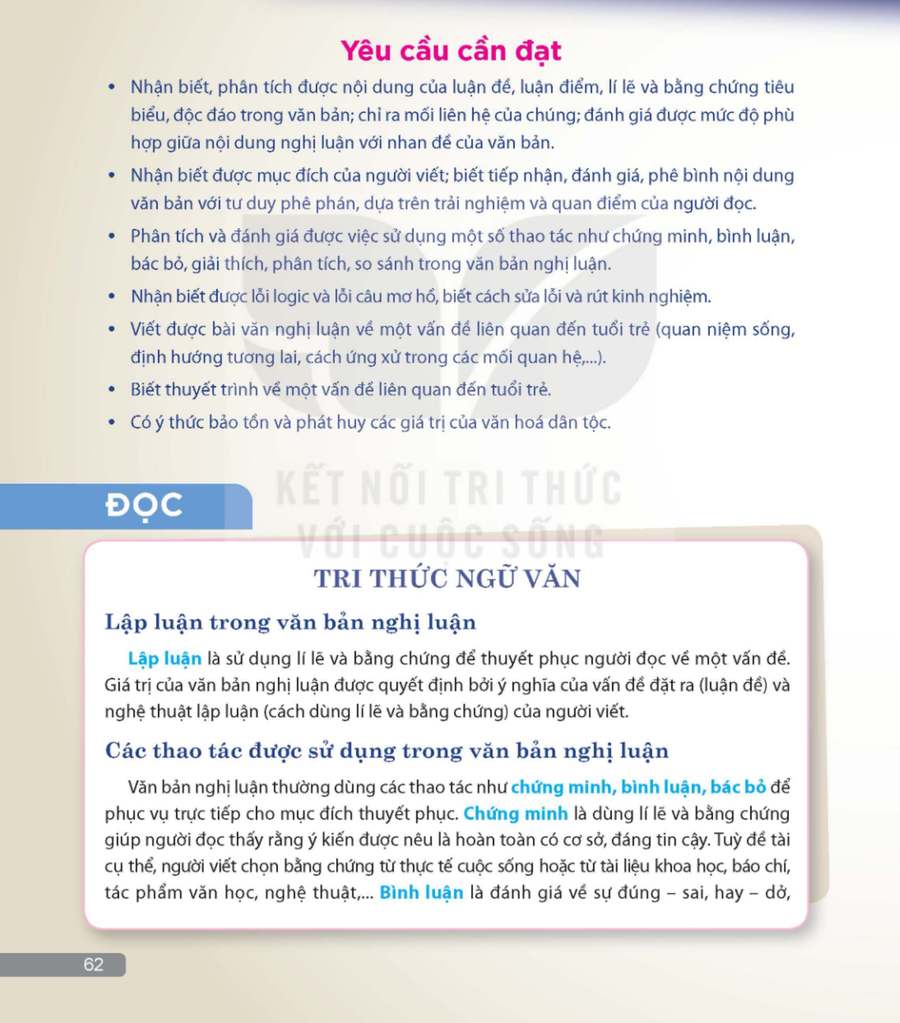 Yêu cầu cần đạt
• Nhận biết, phân tích được nội dung của luận đề, luận điểm, lí lẽ và bằng chứng tiêu
biểu, độc đáo trong văn bản; chỉ ra mối liên hệ của chúng; đánh giá được mức độ phù
hợp giữa nội dung nghị luận với nhan đề của văn bản.
• Nhận biết được mục đích của người viết; biết tiếp nhận, đánh giá, phê bình nội dung
văn bản với tư duy phê phán, dựa trên trải nghiệm và quan điểm của người đọc.
• Phân tích và đánh giá được việc sử dụng một số thao tác như chứng minh, bình luận,
bác bỏ, giải thích, phân tích, so sánh trong văn bản nghị luận.
• Nhận biết được lỗi logic và lỗi câu mơ hồ, biết cách sửa lỗi và rút kinh nghiệm.
• Viết được bài văn nghị luận về một vấn đề liên quan đến tuổi trẻ (quan niệm sống,
định hướng tương lai, cách ứng xử trong các mối quan hệ,...).
• Biết thuyết trình về một vấn đề liên quan đến tuổi trẻ.
• Có ý thức bảo tồn và phát huy các giá trị của văn hoá dân tộc.
KẾT NỐI TRI THỨC
VỚI CUỘC SỐNG
ĐỌC
TRI THỨC NGỮ VĂN
Lập luận trong văn bản nghị luận
Lập luận là sử dụng lí lẽ và bằng chứng để thuyết phục người đọc về một vấn đề.
Giá trị của văn bản nghị luận được quyết định bởi ý nghĩa của vấn đề đặt ra (luận đề) và
nghệ thuật lập luận (cách dùng lí lẽ và bằng chứng) của người viết.
Các thao tác được sử dụng trong văn bản nghị luận
Văn bản nghị luận thường dùng các thao tác như chứng minh, bình luận, bác bỏ để
phục vụ trực tiếp cho mục đích thuyết phục. Chứng minh là dùng lí lẽ và bằng chứng
giúp người đọc thấy rằng ý kiến được nêu là hoàn toàn có cơ sở, đáng tin cậy. Tuỳ đề tài
cụ thể, người viết chọn bằng chứng từ thực tế cuộc sống hoặc từ tài liệu khoa học, báo chí,
tác phẩm văn học, nghệ thuật,... Bình luận là đánh giá về sự đúng – sai, hay – dở,
62